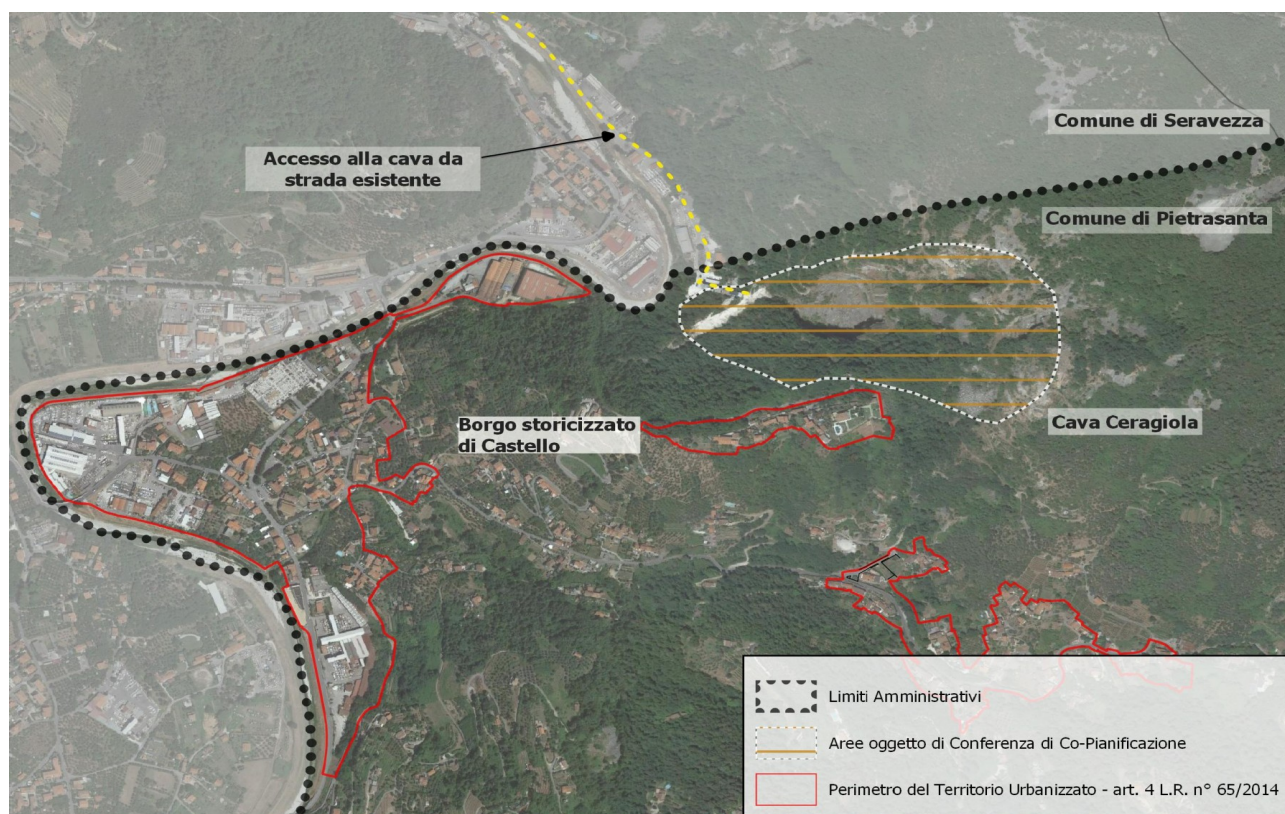 Comune di Seravezza
Accesso alla cava da
strada esistente
Comune di Pietrasanta
Borgo storicizzato
di Castello
Cava Ceragiola
Limiti Amministrativi
Aree oggetto di Conferenza di Co-Pianificazione
Perimetro del Territorio Urbanizzato - art. 4 L.R. n° 65/2014